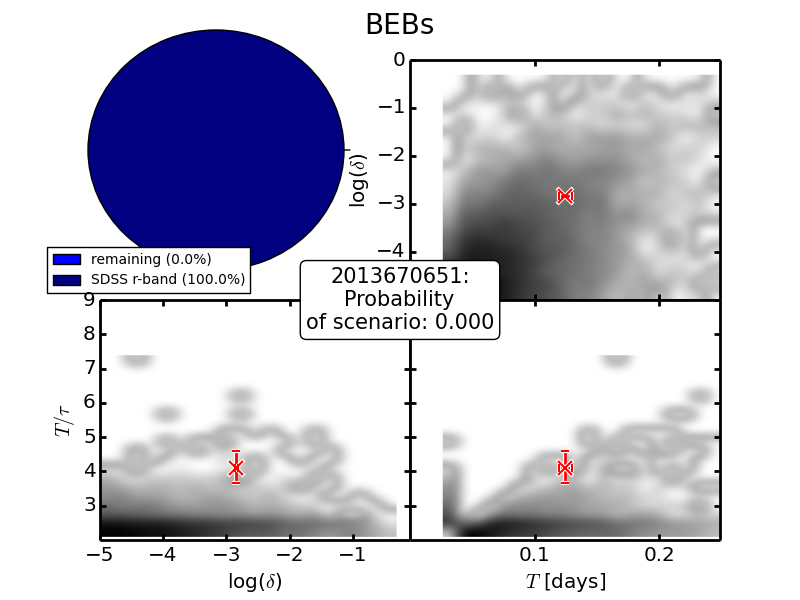 BEBs
0
−1
−2
−3
−4
log(δ)
remaining (0.0%)
SDSS r-band (100.0%)
2013670651:
Probability
of scenario: 0.000
9
8
7
6
5
4
3
T/τ
−5 −4 −3 −2 −1
log(δ)
0.1 0.2
T [days]